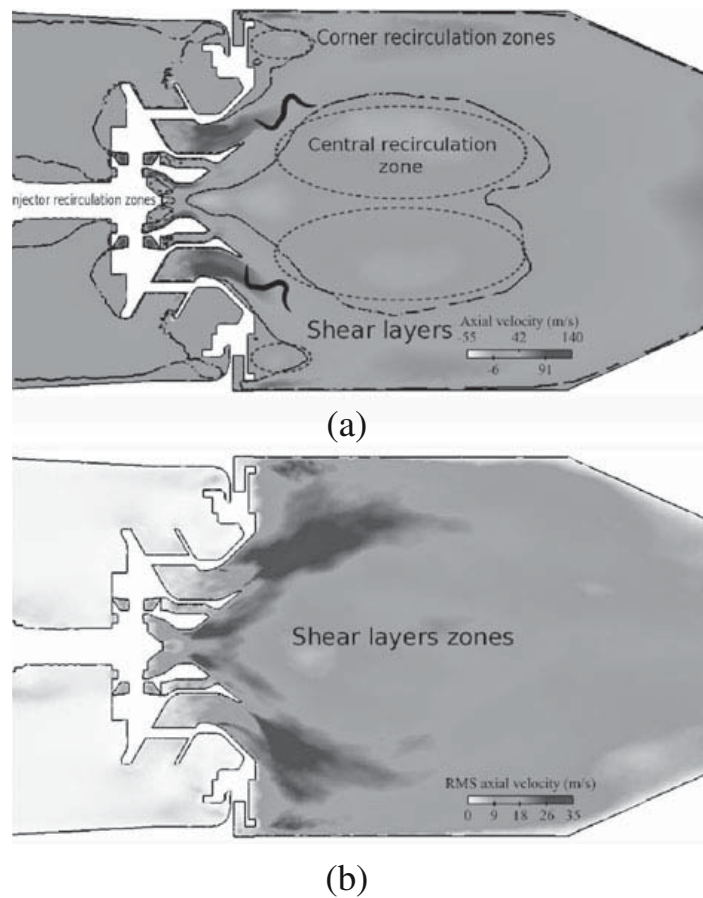 Corner recirculation zones
Central recirculation
zone
njector recirculation zones
Shear layers
Axial velocity (m/s)
-55 42 140
-6 91
(a)
Shear layers zones
RMS axial velocity (m/s)
0 9 18 26 35
(b)